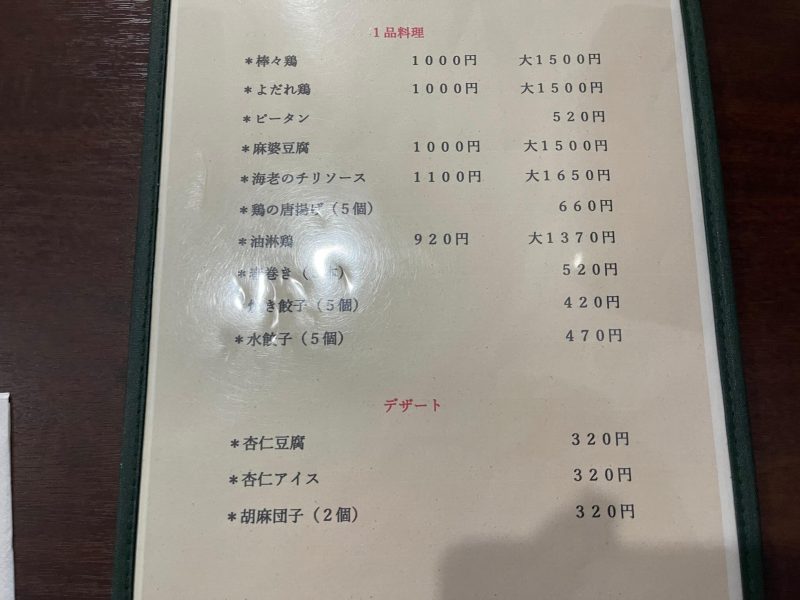 １品料理
＊棒々鶏 １０００円 大１５００円
＊よだれ鶏 １０００円 大１５００円
＊ピータン ５２０円
＊麻婆豆腐 １０００円 大１５００円
＊海老のチリソース １１００円 大１６５０円
＊鶏の唐揚げ（５個） ６６０円
＊油淋鶏 ９２０円 大１３７０円
＊春巻き ５２０円
き餃子（５個） ４２０円
＊水餃子（５個） ４７０円
デザート
＊杏仁豆腐 ３２０円
＊杏仁アイス ３２０円
＊胡麻団子（２個） ３２０円